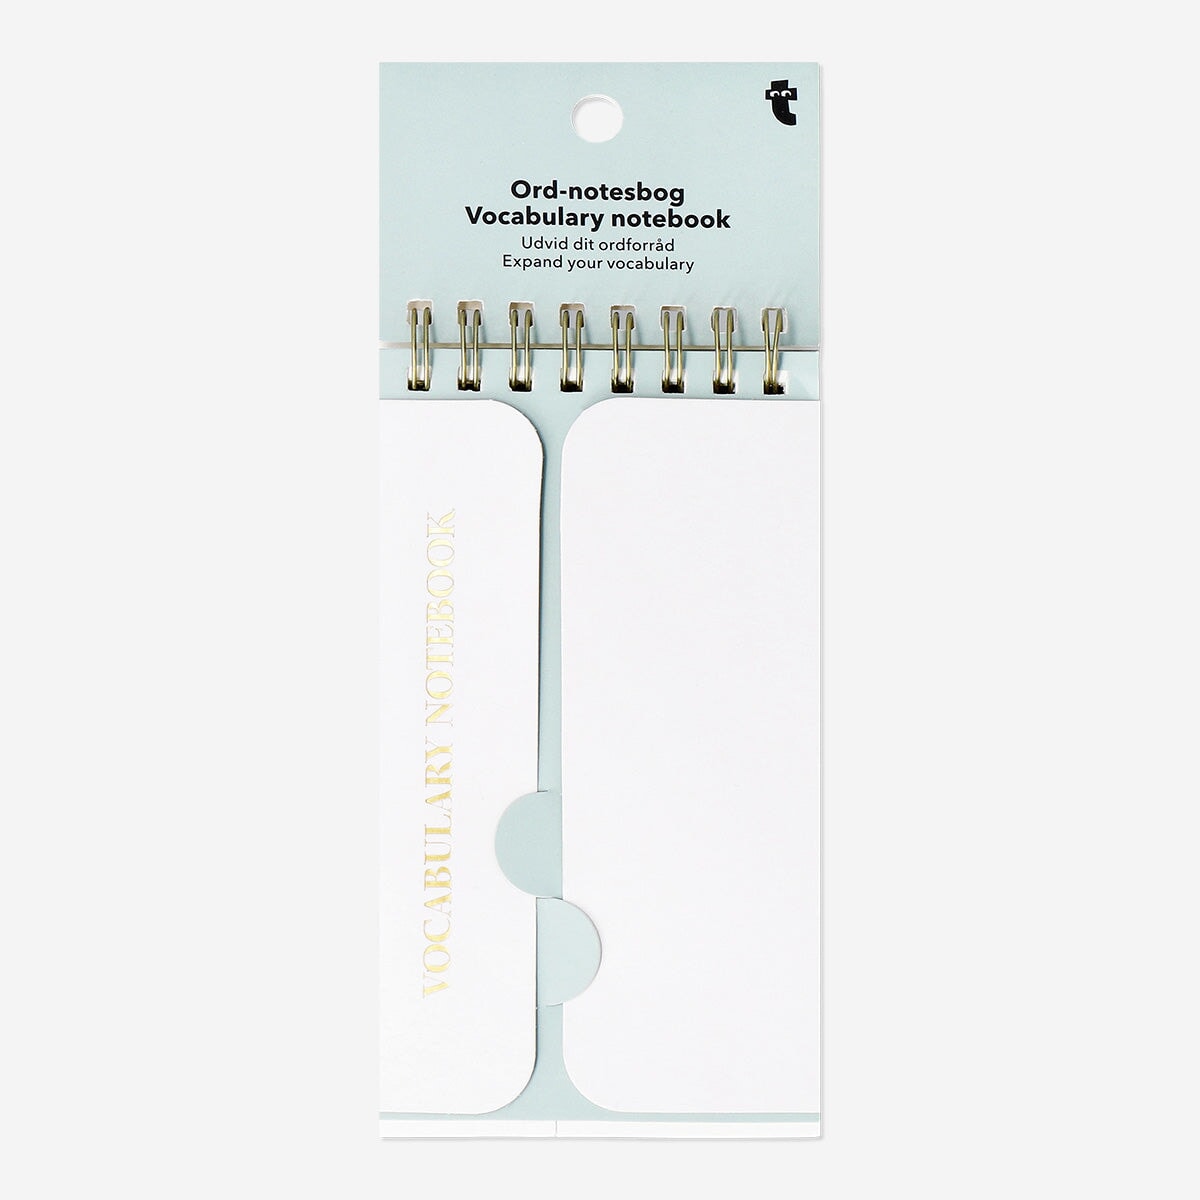 t
Ord-notesbog
Vocabulary notebook
Udvid dit ordforråd
Expand your vocabulary
VOCABULARY NOTEBOOK